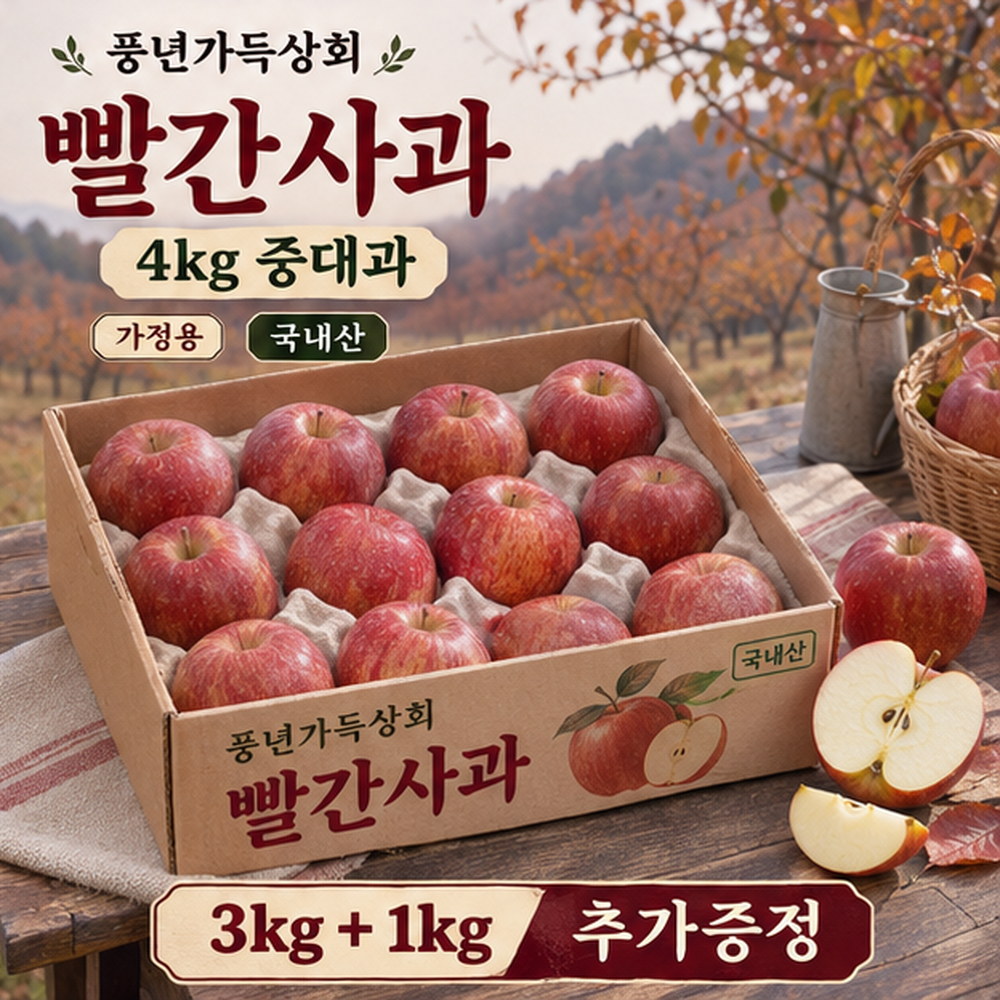 풍년가득상회
빨간사과
4kg 중대과
가정용 국내산
국내산
풍년가득상회
빨간사과
3kg + 1kg 추가증정